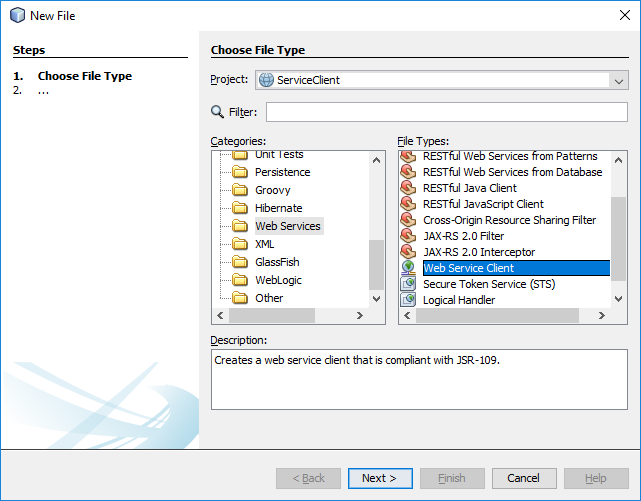 New File
Steps
1. Choose File Type
2. ...
Choose File Type
Project: ServiceClient
Filter:
Categories:
Unit Tests
Persistence
Groovy
Hibernate
Web Services
XML
GlassFish
WebLogic
Other
File Types:
RESTful Web Services from Patterns
RESTful Web Services from Database
RESTful Java Client
RESTful JavaScript Client
Cross-Origin Resource Sharing Filter
JAX-RS 2.0 Filter
JAX-RS 2.0 Interceptor
Web Service Client
Secure Token Service (STS)
Logical Handler
Description:
Creates a web service client that is compliant with JSR-109.
< Back Next > Finish Cancel Help